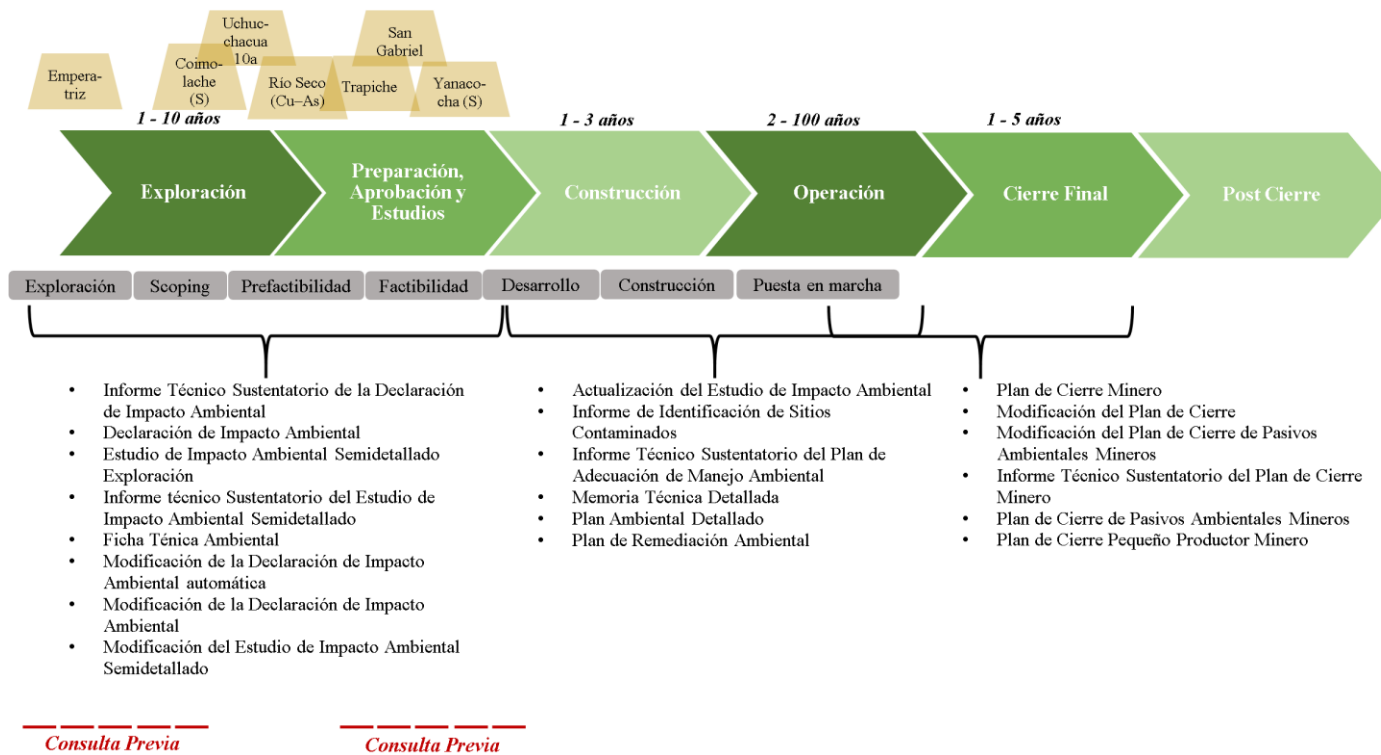 Empera-
triz
Coimo-
lache
(S)
Uchuc-
chacua
10a
Río Seco
(Cu–As)
Trapiche
San
Gabriel
Yanaco-
cha (S)
1 - 10 años
1 - 3 años
2 - 100 años
1 - 5 años
Exploración
Preparación,
Aprobación y
Estudios
Construcción
Operación
Cierre Final
Post Cierre
Exploración
Scoping
Prefactibilidad
Factibilidad
Desarrollo
Construcción
Puesta en marcha
• Informe Técnico Sustentatorio de la Declaración
de Impacto Ambiental
• Declaración de Impacto Ambiental
• Estudio de Impacto Ambiental Semidetallado
Exploración
• Informe técnico Sustentatorio del Estudio de
Impacto Ambiental Semidetallado
• Ficha Ténica Ambiental
• Modificación de la Declaración de Impacto
Ambiental automática
• Modificación de la Declaración de Impacto
Ambiental
• Modificación del Estudio de Impacto Ambiental
Semidetallado
• Actualización del Estudio de Impacto Ambiental
• Informe de Identificación de Sitios
Contaminados
• Informe Técnico Sustentatorio del Plan de
Adecuación de Manejo Ambiental
• Memoria Técnica Detallada
• Plan Ambiental Detallado
• Plan de Remediación Ambiental
• Plan de Cierre Minero
• Modificación del Plan de Cierre
• Modificación del Plan de Cierre de Pasivos
Ambientales Mineros
• Informe Técnico Sustentatorio del Plan de Cierre
Minero
• Plan de Cierre de Pasivos Ambientales Mineros
• Plan de Cierre Pequeño Productor Minero
Consulta Previa
Consulta Previa